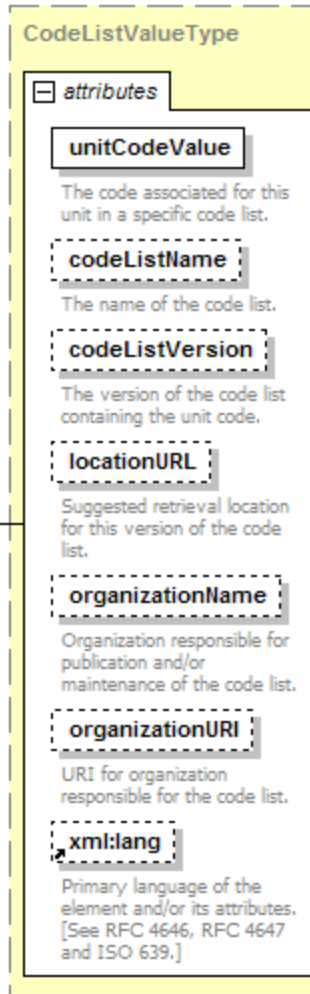 CodeListValueType
attributes
unitCodeValue
The code associated for this
unit in a specific code list.
codeListName
The name of the code list.
codeListVersion
The version of the code list
containing the unit code.
locationURL
Suggested retrieval location
for this version of the code
list.
organizationName
Organization responsible for
publication and/or
maintenance of the code list.
organizationURI
URI for organization
responsible for the code list.
xml:lang
Primary language of the
element and/or its attributes.
[See RFC 4646, RFC 4647
and ISO 639.]